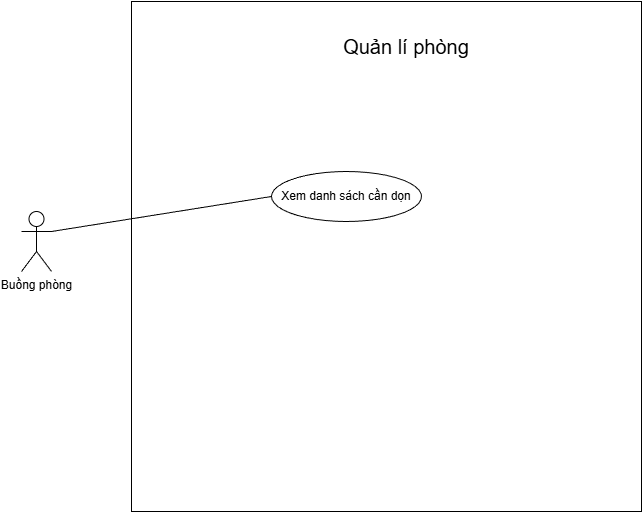 Quản lí phòng
Xem danh sách cần dọn
Buồng phòng